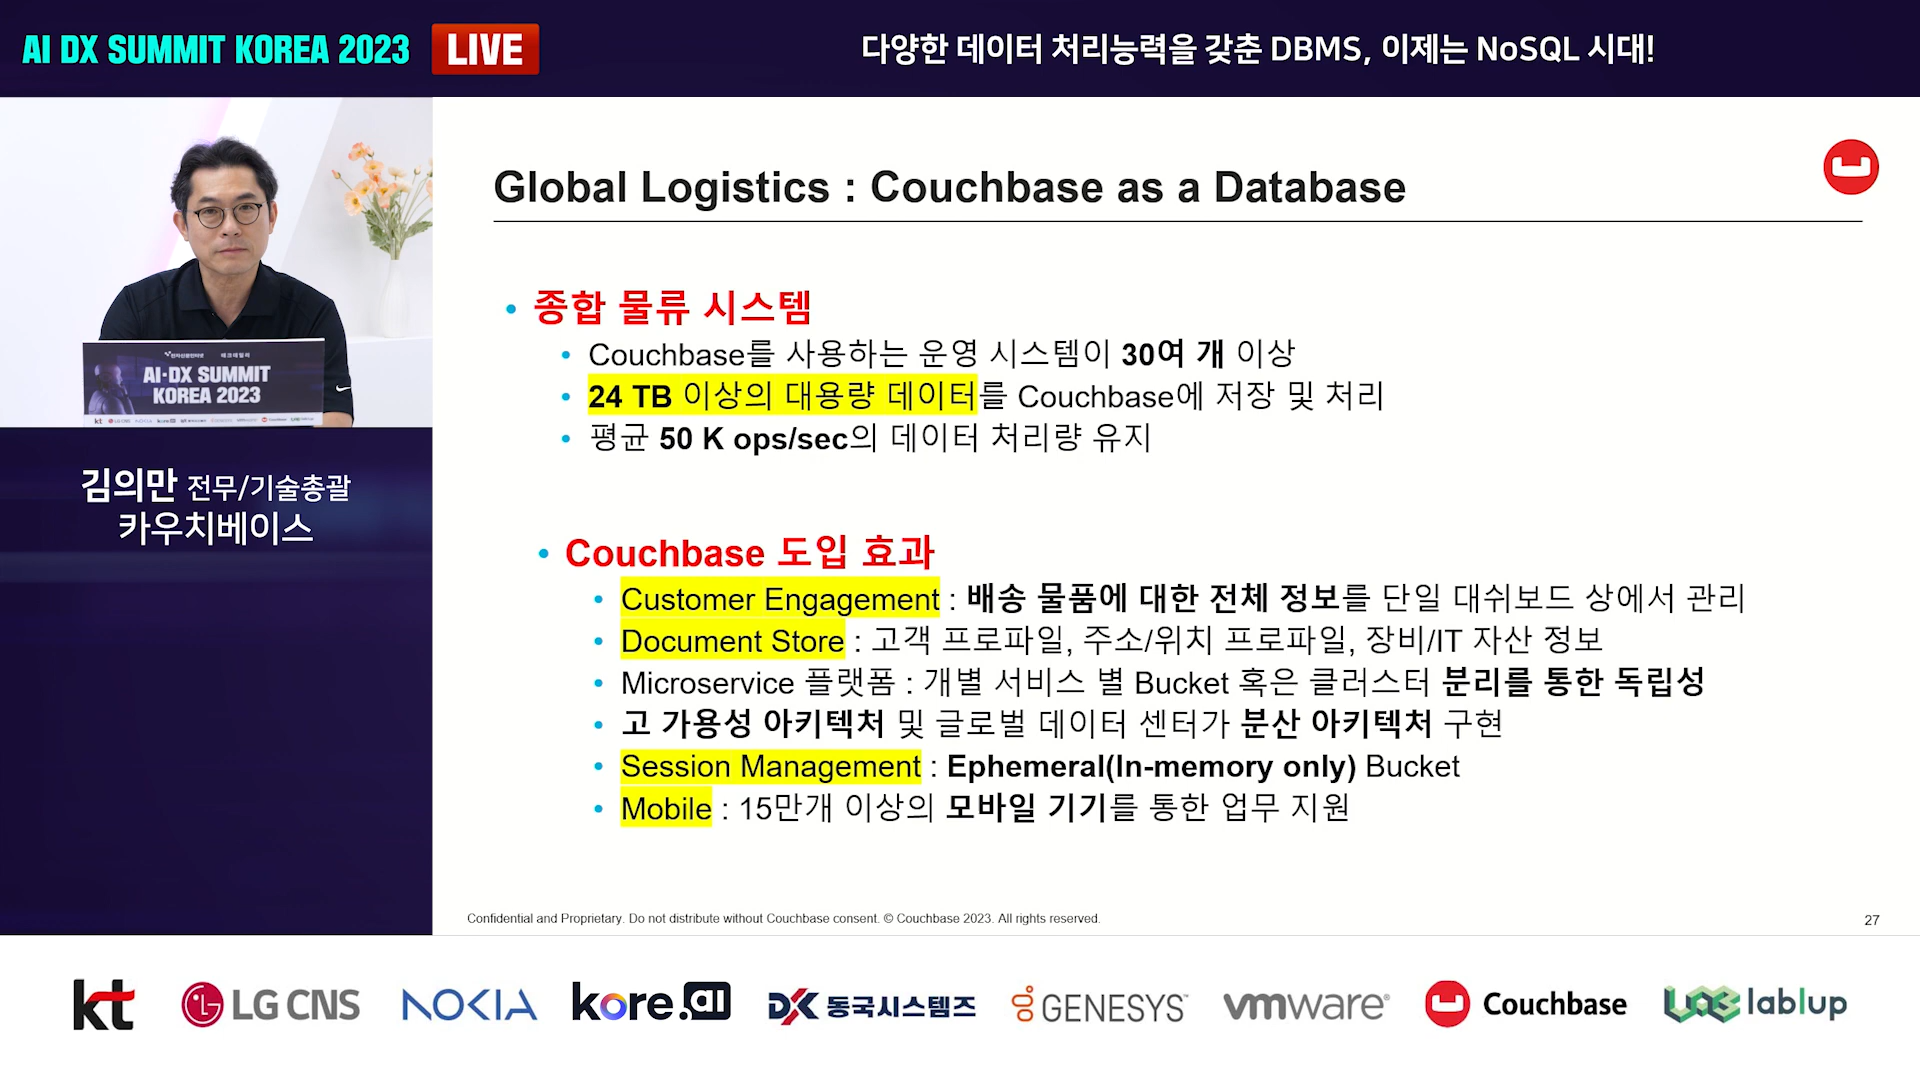 AI DX SUMMIT KOREA 2023 LIVE
다양한 데이터 처리능력을 갖춘 DBMS, 이제는 NoSQL 시대!
AI·DX SUMMIT
KOREA 2023
김의만 전무/기술총괄
카우치베이스
Global Logistics : Couchbase as a Database
• 종합 물류 시스템
• Couchbase를 사용하는 운영 시스템이 30여 개 이상
• 24 TB 이상의 대용량 데이터를 Couchbase에 저장 및 처리
• 평균 50 K ops/sec의 데이터 처리량 유지
• Couchbase 도입 효과
• Customer Engagement : 배송 물품에 대한 전체 정보를 단일 대쉬보드 상에서 관리
• Document Store : 고객 프로파일, 주소/위치 프로파일, 장비/IT 자산 정보
• Microservice 플랫폼 : 개별 서비스 별 Bucket 혹은 클러스터 분리를 통한 독립성
• 고 가용성 아키텍처 및 글로벌 데이터 센터가 분산 아키텍처 구현
• Session Management : Ephemeral(In-memory only) Bucket
• Mobile : 15만개 이상의 모바일 기기를 통한 업무 지원
Confidential and Proprietary. Do not distribute without Couchbase consent. © Couchbase 2023. All rights reserved.
27
kt LG CNS NOKIA kore.ai DK 동국시스템즈 GENESYS™ vmware® Couchbase lablup